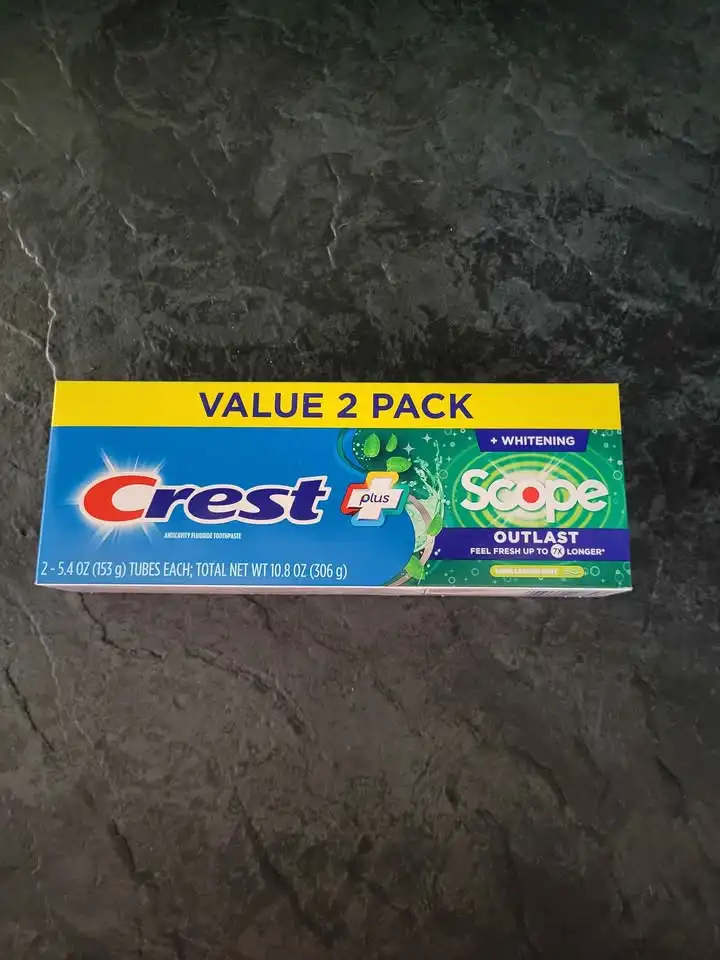 VALUE 2 PACK
+ WHITENING
Crest
plus
Scope
ANTICAVITY FLUORIDE TOOTHPASTE
OUTLAST
FEEL FRESH UP TO 7X LONGER*
2 - 5.4 OZ (153 g) TUBES EACH; TOTAL NET WT 10.8 OZ (306 g)